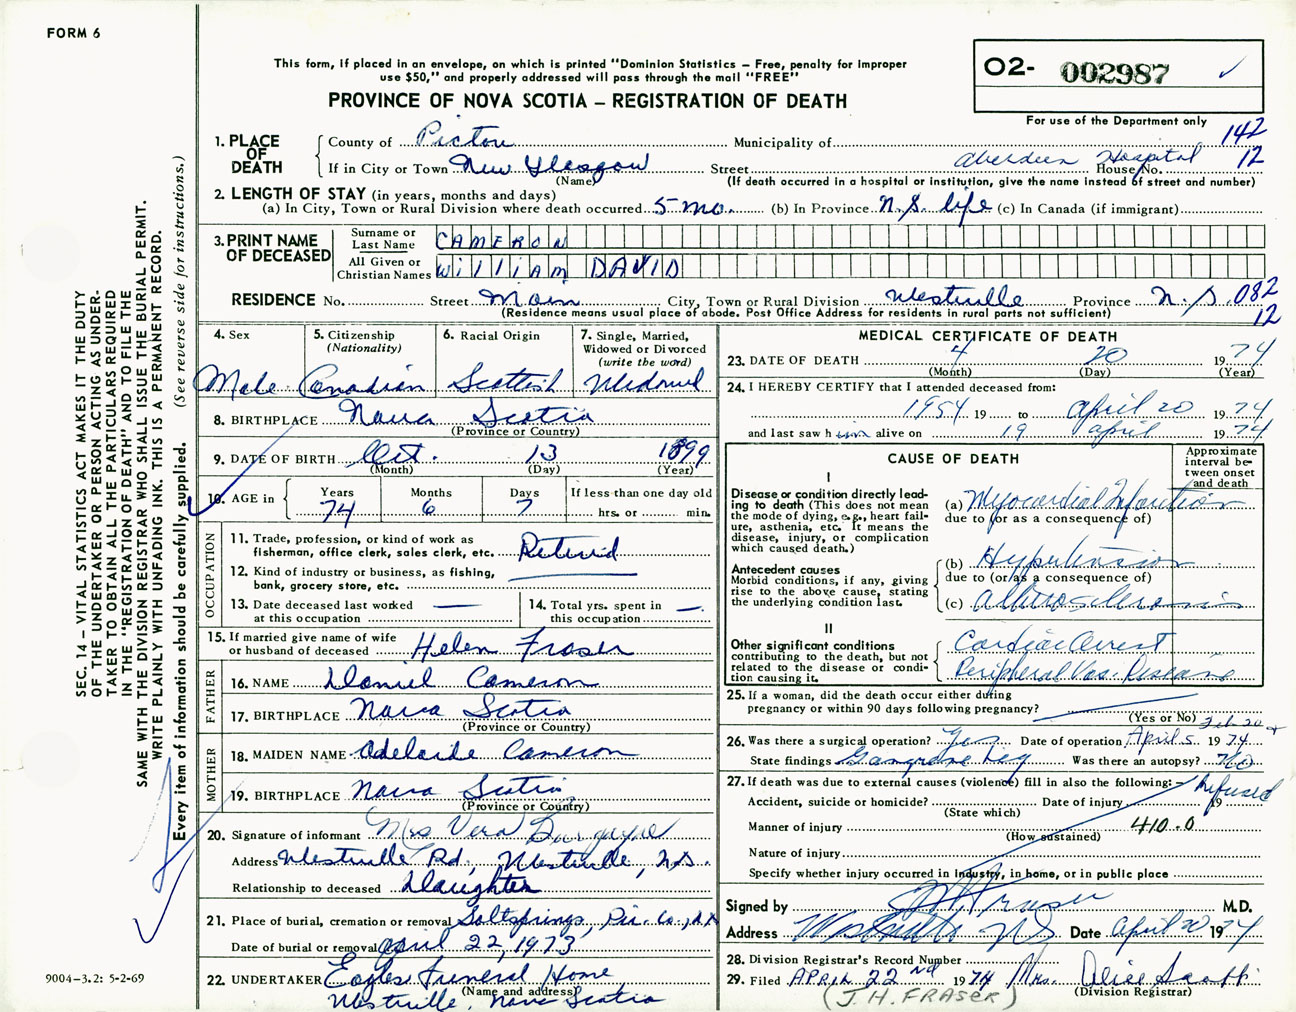 FORM 6
This form, if placed in an envelope, on which is printed "Dominion Statistics – Free, penalty for improper
use $50," and properly addressed will pass through the mail "FREE"
PROVINCE OF NOVA SCOTIA – REGISTRATION OF DEATH
O2- 002987 ✓
For use of the Department only
142
12
1. PLACE OF DEATH
County of Pictou Municipality of
If in City or Town New Glasgow Street Aberdeen Hospital House No.
(Name) (If death occurred in a hospital or institution, give the name instead of street and number)
2. LENGTH OF STAY (in years, months and days)
(a) In City, Town or Rural Division where death occurred 5 mo. (b) In Province N.S. life (c) In Canada (if immigrant)
3. PRINT NAME OF DECEASED
Surname or Last Name CAMERON
All Given or Christian Names WILLIAM DAVID
RESIDENCE No. Street Main City, Town or Rural Division Westville Province N.S. 082
12
(Residence means usual place of abode. Post Office Address for residents in rural parts not sufficient)
4. Sex
Male
5. Citizenship
(Nationality)
Canadian
6. Racial Origin
Scottish
7. Single, Married,
Widowed or Divorced
(write the word)
Widowed
8. BIRTHPLACE Nova Scotia
(Province or Country)
9. DATE OF BIRTH Oct. 13 1899
(Month) (Day) (Year)
10. AGE in
Years Months Days If less than one day old
74 6 7 hrs. or min.
OCCUPATION
11. Trade, profession, or kind of work as
fisherman, office clerk, sales clerk, etc. Retired
12. Kind of industry or business, as fishing,
bank, grocery store, etc.
13. Date deceased last worked
at this occupation
14. Total yrs. spent in
this occupation
15. If married give name of wife
or husband of deceased Helen Fraser
FATHER
16. NAME Daniel Cameron
17. BIRTHPLACE Nova Scotia
(Province or Country)
MOTHER
18. MAIDEN NAME Adelaide Cameron
19. BIRTHPLACE Nova Scotia
(Province or Country)
20. Signature of informant Mrs Vera
Address Westville Rd, Westville, N.S.
Relationship to deceased Daughter
21. Place of burial, cremation or removal Saltsprings, Pic. Co., N.S
Date of burial or removal April 22, 1973
22. UNDERTAKER Eagles Funeral Home
(Name and address)
Westville, Nova Scotia
MEDICAL CERTIFICATE OF DEATH
23. DATE OF DEATH 4 20 1974
(Month) (Day) (Year)
24. I HEREBY CERTIFY that I attended deceased from:
1954 19 to April 20 1974
and last saw h im alive on 19 April 1974
CAUSE OF DEATH
Approximate
interval be-
tween onset
and death
I
Disease or condition directly lead-
ing to death (This does not mean
the mode of dying, e.g., heart fail-
ure, asthenia, etc. It means the
disease, injury, or complication
which caused death.)
(a) Myocardial Infarction
due to (or as a consequence of)
(b) Hypertension
due to (or as a consequence of)
Antecedent causes
Morbid conditions, if any, giving
rise to the above cause, stating
the underlying condition last.
(c)
II
Other significant conditions
contributing to the death, but not
related to the disease or condi-
tion causing it.
Cardiac arrest
Peripheral Vas. Disease
25. If a woman, did the death occur either during
pregnancy or within 90 days following pregnancy?
(Yes or No)
Feb. 20 +
26. Was there a surgical operation? Yes Date of operation April 5 1974
State findings Gangrene Leg Was there an autopsy? No
Refused
27. If death was due to external causes (violence) fill in also the following:
Accident, suicide or homicide? Date of injury 19
(State which)
Manner of injury 410.0
(How sustained)
Nature of injury
Specify whether injury occurred in industry, in home, or in public place
Signed by Fraser M.D.
Address Westville NS Date April 20 1974
28. Division Registrar's Record Number
29. Filed APRIL 22nd 1974 Mrs. Alice Scott
(Division Registrar)
(J. H. FRASER)
SEC. 14 – VITAL STATISTICS ACT MAKES IT THE DUTY
OF THE UNDERTAKER OR PERSON ACTING AS UNDER-
TAKER TO OBTAIN ALL THE PARTICULARS REQUIRED
IN THE "REGISTRATION OF DEATH" AND TO FILE THE
SAME WITH THE DIVISION REGISTRAR WHO SHALL ISSUE THE BURIAL PERMIT.
WRITE PLAINLY WITH UNFADING INK. THIS IS A PERMANENT RECORD.
Every item of information should be carefully supplied. (See reverse side for instructions.)
9004-3.2: 5-2-69